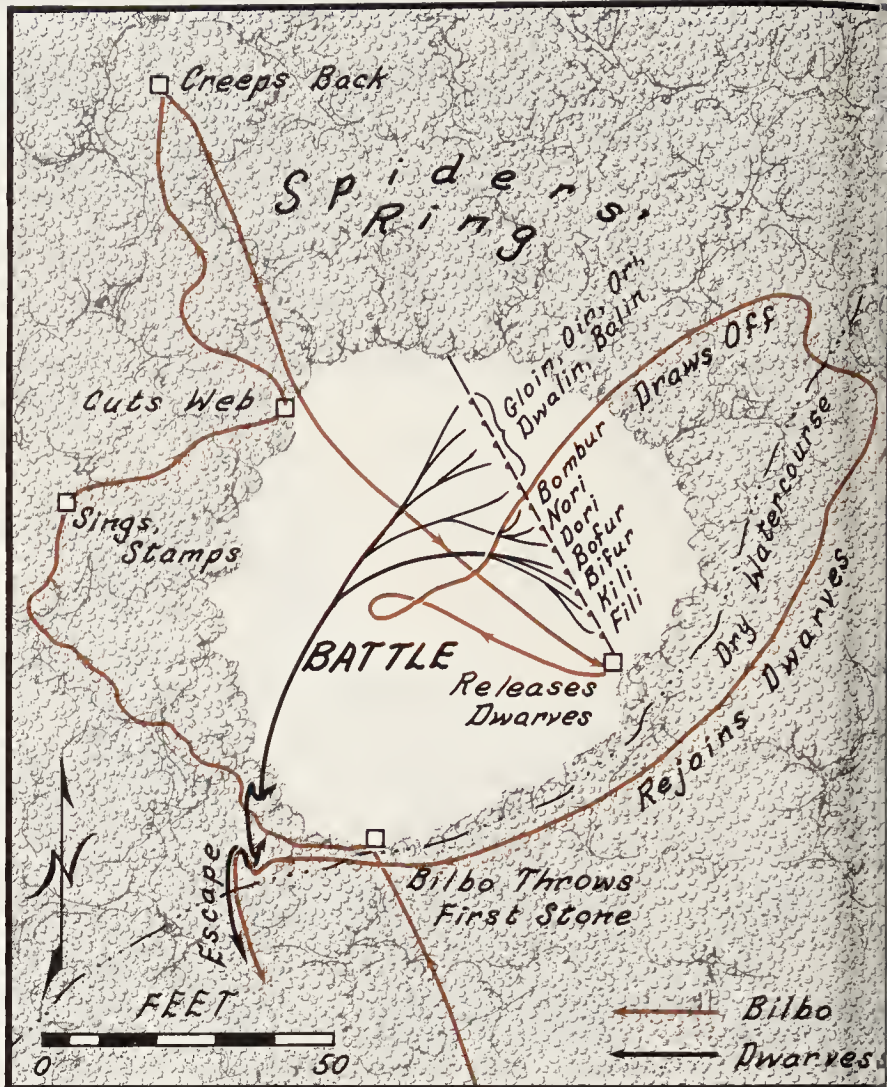 Creeps Back
Spiders'
Ring
Gloin, Oin, Ori,
Dwalin, Balin
Draws Off
Cuts Web
Bombur
Nori
Dori
Bofur
Bifur
Kili
Fili
Dry Watercourse
Sings,
Stamps
BATTLE
Releases
Dwarves
Rejoins Dwarves
N
Escape
Bilbo Throws
First Stone
FEET
0 50
Bilbo
Dwarves